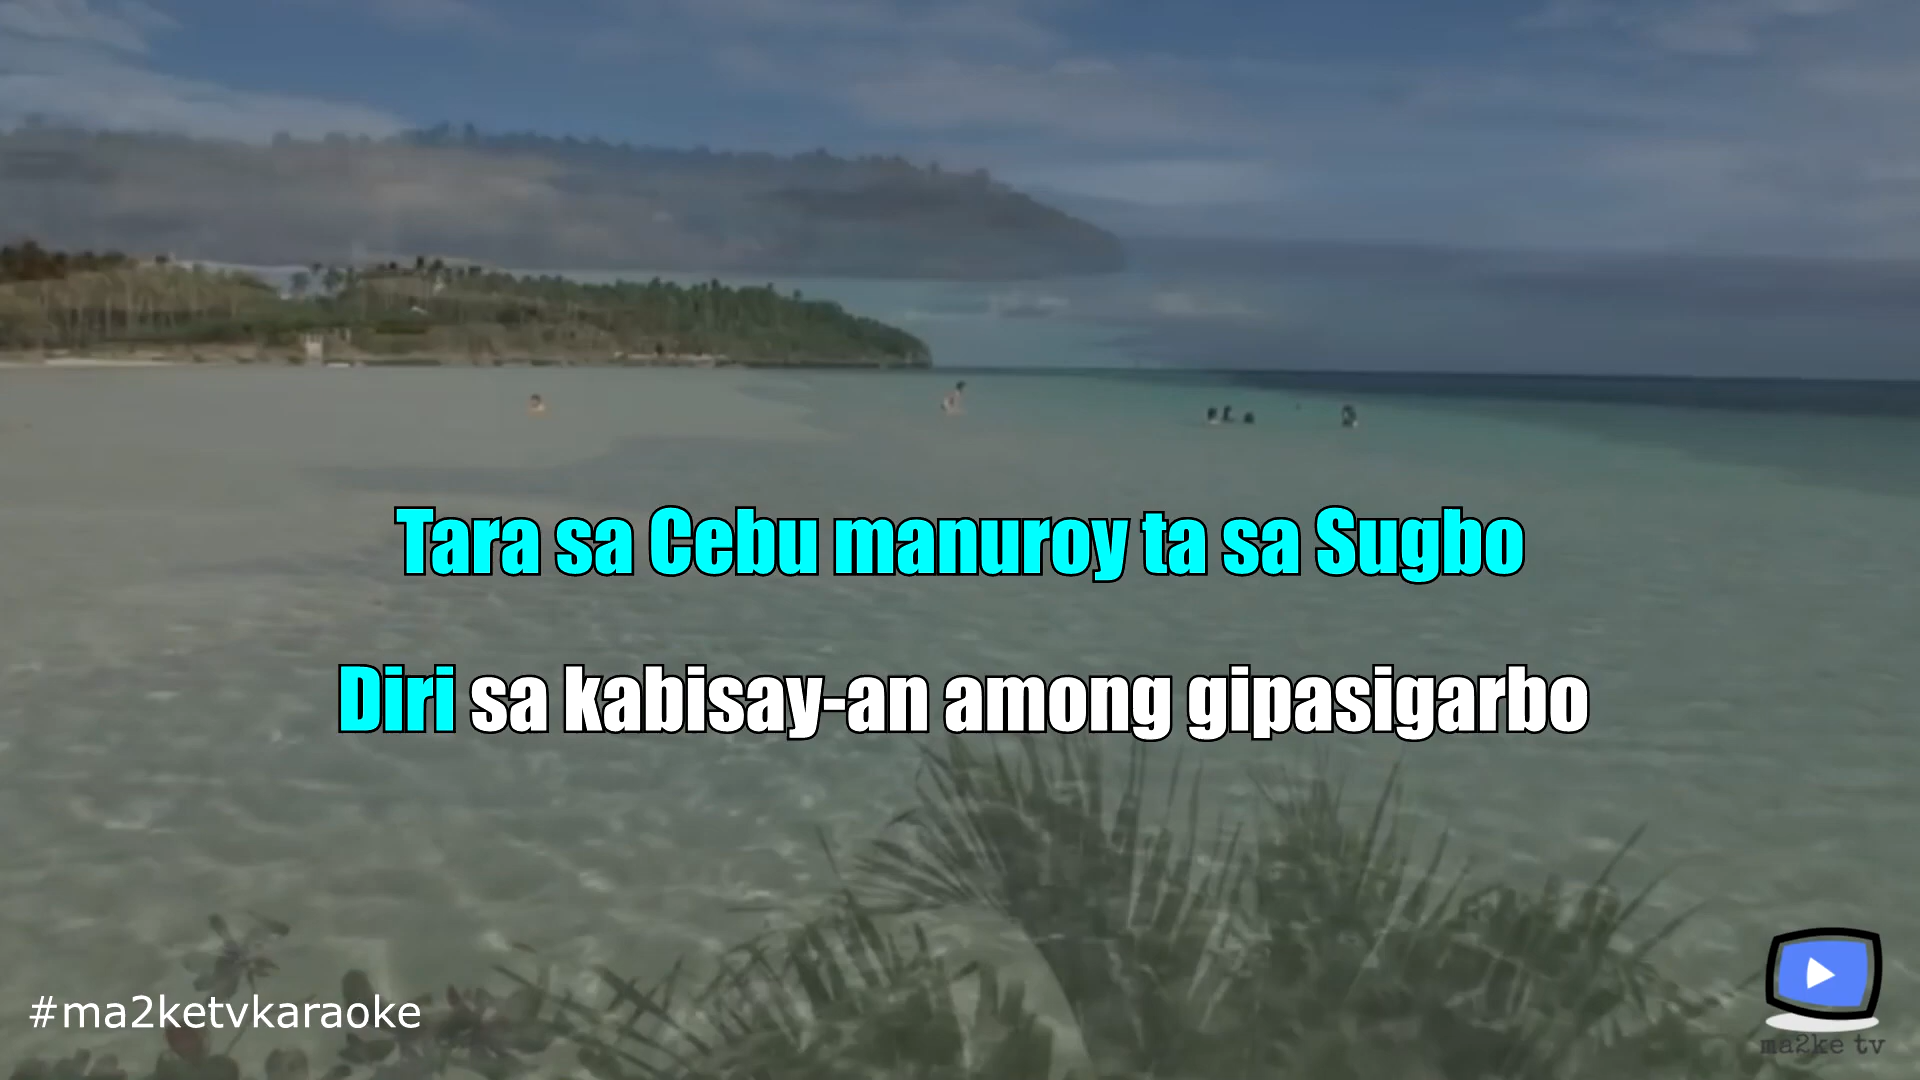 Tara sa Cebu manuroy ta sa Sugbo
Diri sa kabisay-an among gipasigarbo
#ma2ketvkaraoke
ma2ke tv